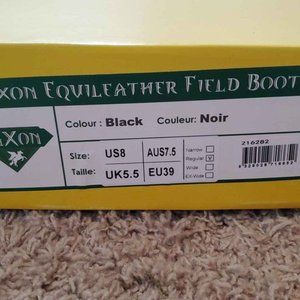 XON EQUILEATHER FIELD BOOT
XON
Colour : Black Couleur: Noir
Size: US8 AUS7.5
Taille: UK5.5 EU39
Narrow
Regular
Wide
Ex-Wide
216282